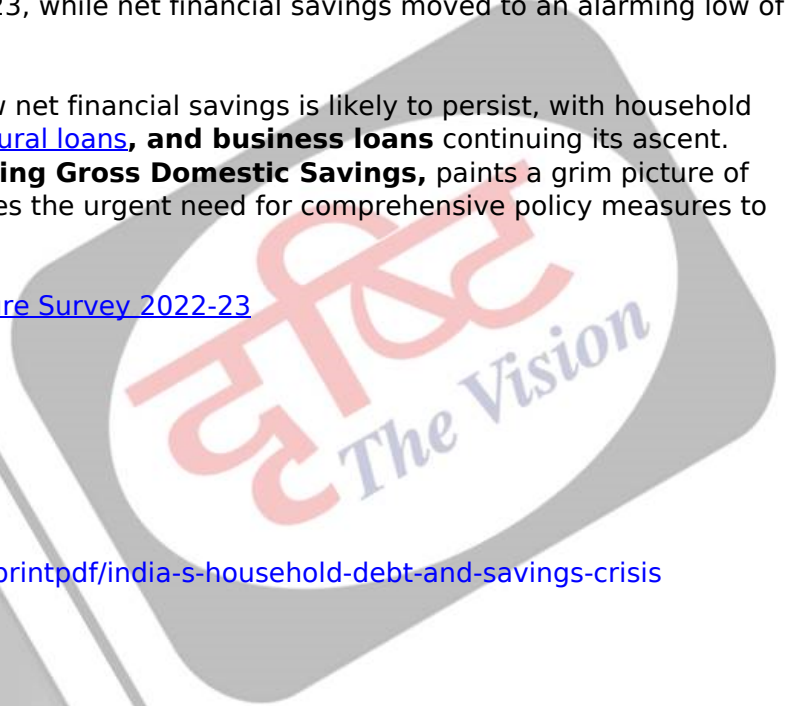 23, while net financial savings moved to an alarming low of
net financial savings is likely to persist, with household
ural loans, and business loans continuing its ascent.
ing Gross Domestic Savings, paints a grim picture of
es the urgent need for comprehensive policy measures to
re Survey 2022-23
दृष्टि
The Vision
printpdf/india-s-household-debt-and-savings-crisis